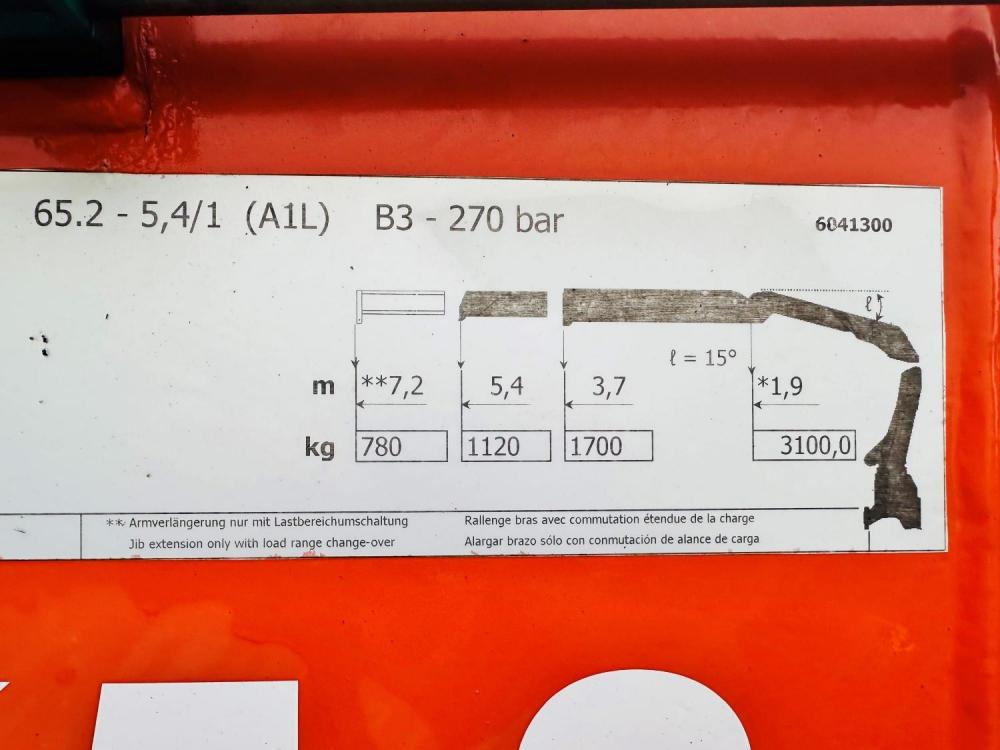 65.2 - 5,4/1 (A1L) B3 - 270 bar 6041300
ℓ
ℓ = 15°
m **7,2 5,4 3,7 *1,9
kg 780 1120 1700 3100,0
** Armverlängerung nur mit Lastbereichumschaltung Rallenge bras avec commutation étendue de la charge
Jib extension only with load range change-over Alargar brazo sólo con conmutación de alance de carga